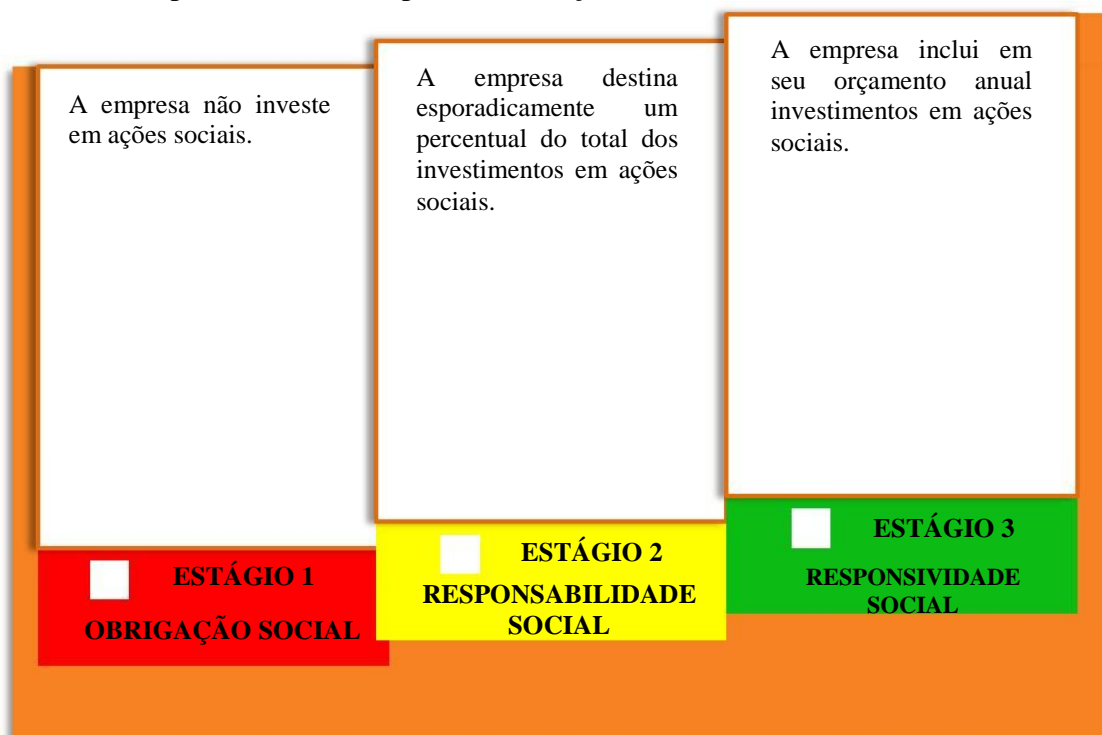 A empresa não investe
em ações sociais.
ESTÁGIO 1
OBRIGAÇÃO SOCIAL
A empresa destina
esporadicamente um
percentual do total dos
investimentos em ações
sociais.
ESTÁGIO 2
RESPONSABILIDADE
SOCIAL
A empresa inclui em
seu orçamento anual
investimentos em ações
sociais.
ESTÁGIO 3
RESPONSIVIDADE
SOCIAL